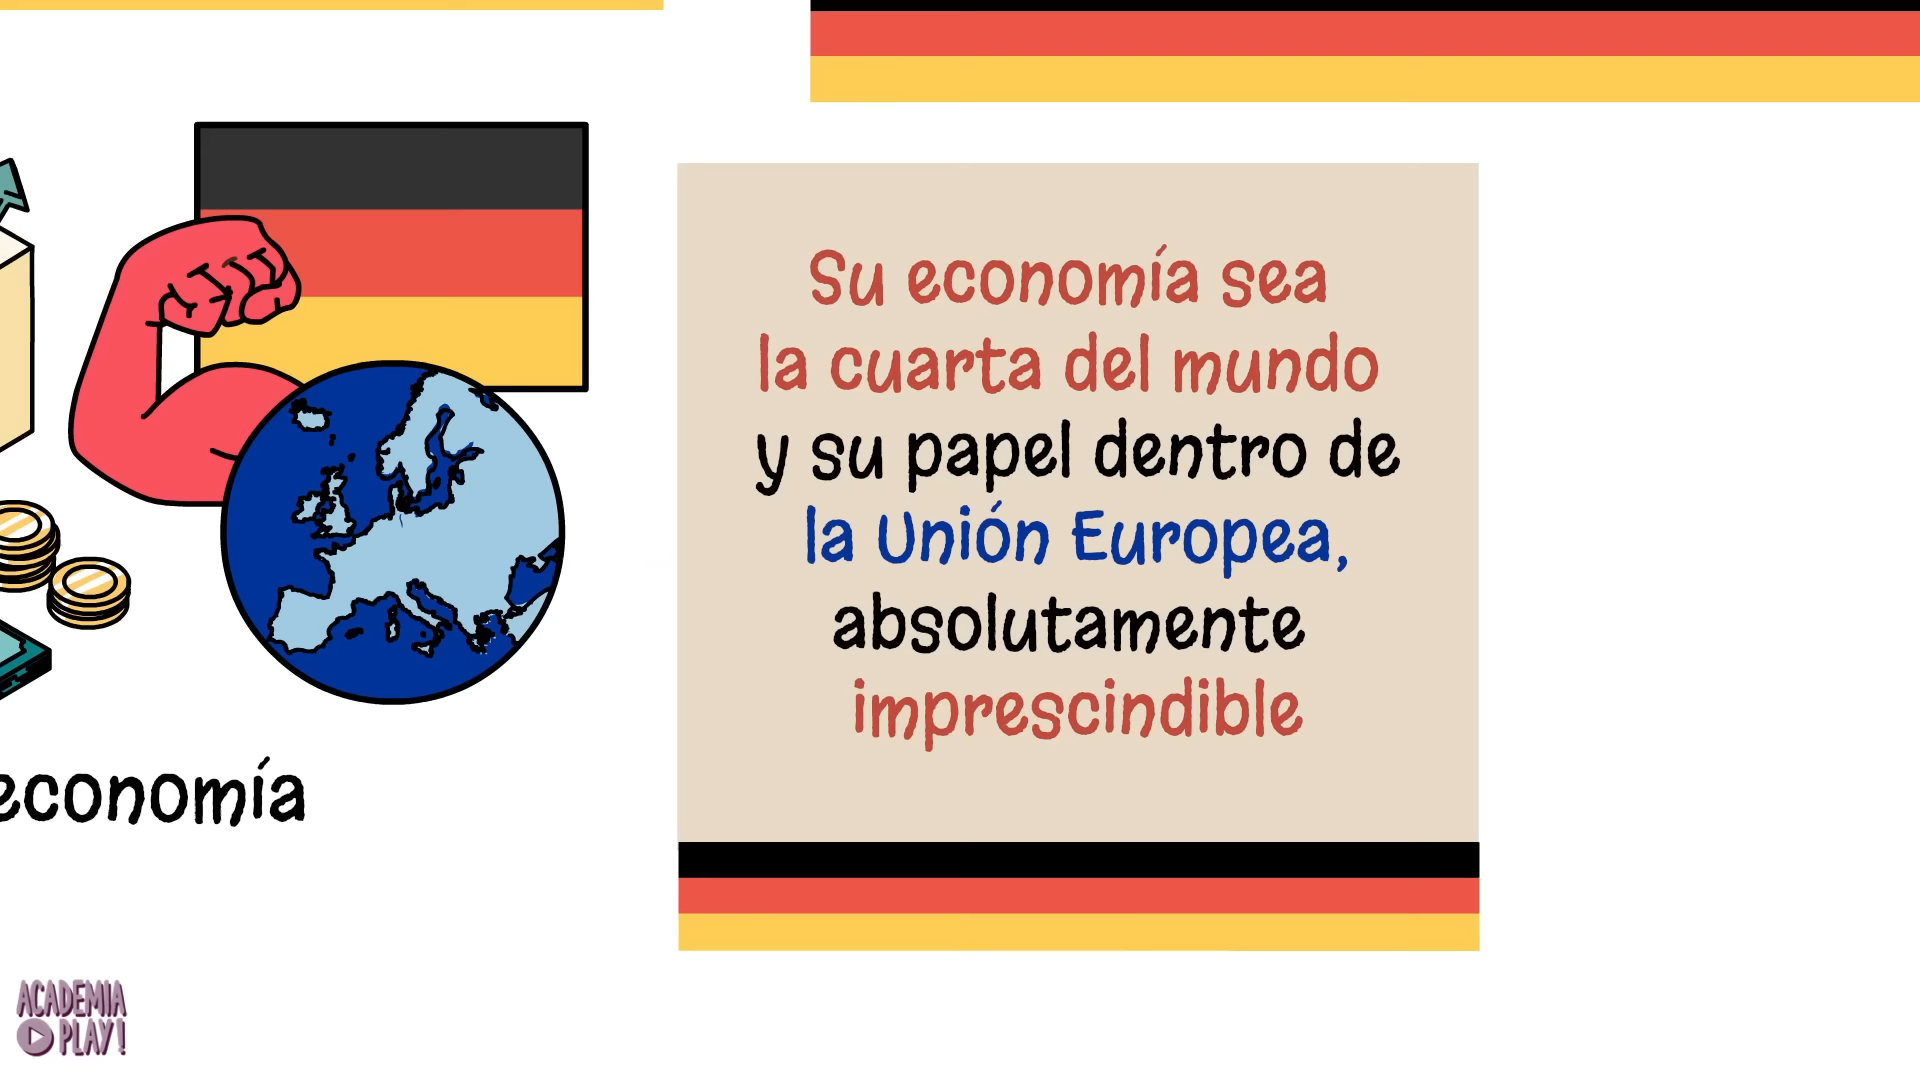 Su economía sea
la cuarta del mundo
y su papel dentro de
la Unión Europea,
absolutamente
imprescindible
economía
ACADEMIA
PLAY!